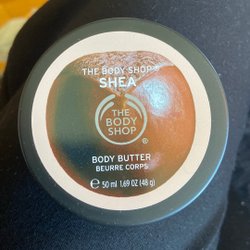 THE BODY SHOP®
SHEA
THE
BODY
SHOP
®
BODY BUTTER
BEURRE CORPS
e 50 ml 1.69 OZ (48 g)